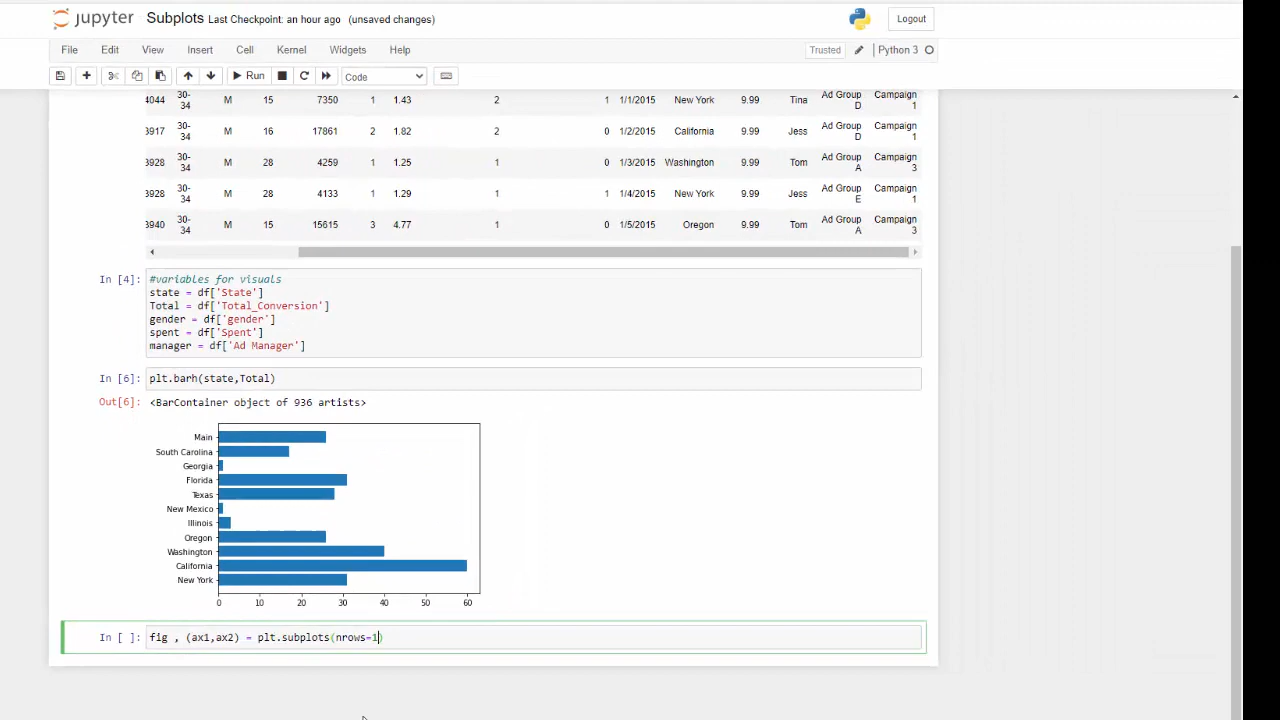 jupyter Subplots Last Checkpoint: an hour ago (unsaved changes) Logout
File Edit View Insert Cell Kernel Widgets Help Trusted Python 3
Run Code
4044 30-34 M 15 7350 1 1.43 2 1 1/1/2015 New York 9.99 Tina Ad Group D Campaign 1
3917 30-34 M 16 17861 2 1.82 2 0 1/2/2015 California 9.99 Jess Ad Group D Campaign 1
3928 30-34 M 28 4259 1 1.25 1 0 1/3/2015 Washington 9.99 Tom Ad Group A Campaign 3
3928 30-34 M 28 4133 1 1.29 1 1 1/4/2015 New York 9.99 Jess Ad Group E Campaign 1
3940 30-34 M 15 15615 3 4.77 1 0 1/5/2015 Oregon 9.99 Tom Ad Group A Campaign 3
In [4]: #variables for visuals
state = df['State']
Total = df['Total_Conversion']
gender = df['gender']
spent = df['Spent']
manager = df['Ad Manager']
In [6]: plt.barh(state,Total)
Out[6]: <BarContainer object of 936 artists>
Main
South Carolina
Georgia
Florida
Texas
New Mexico
Illinois
Oregon
Washington
California
New York
0 10 20 30 40 50 60
In [ ]: fig , (ax1,ax2) = plt.subplots(nrows=1)